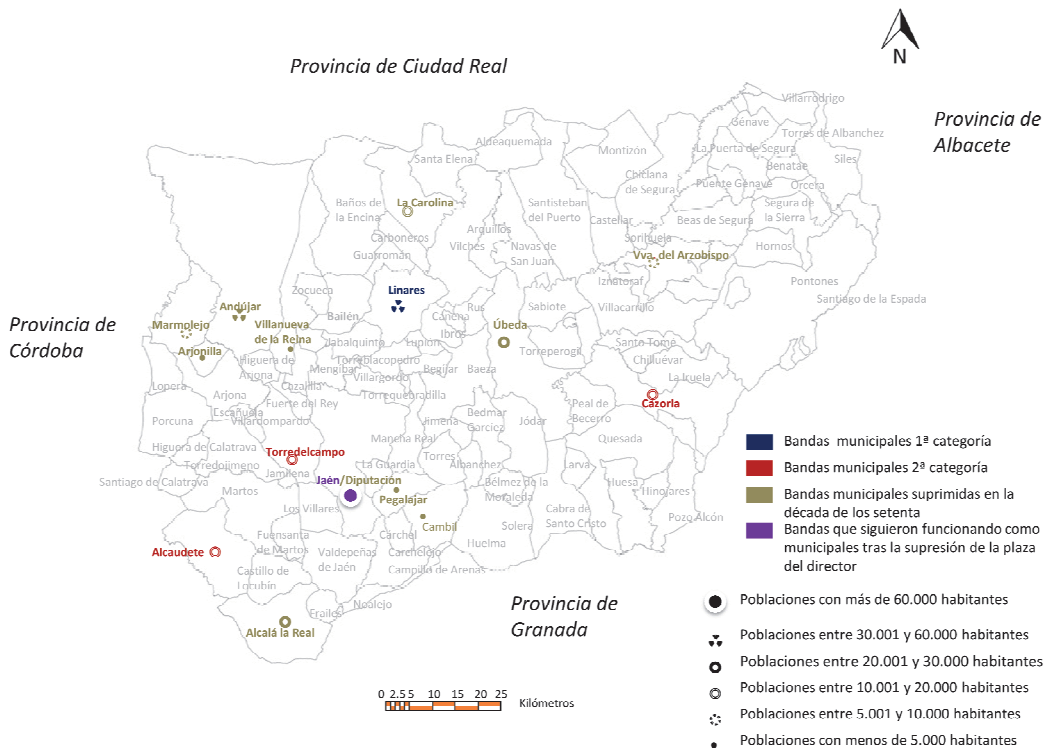 N
Provincia de Ciudad Real
Provincia de
Albacete
Villarrodrigo
Génave
Torres de Albanchez
Aldeaquemada
La Puerta de Segura
Santa Elena
Montizón
Siles
Benatae
Chiclana
de Segura
Puente Génave
Orcera
Baños de
la Encina
La Carolina
Santisteban
del Puerto
Segura de
la Sierra
Castellar
Beas de Segura
Arquillos
Carboneros
Sorihuela
Vilches
Navas de
San Juan
Hornos
Guarromán
Vva. del Arzobispo
Iznatoraf
Pontones
Zocueca
Linares
Santiago de la Espada
Andújar
Rus
Sabiote
Villacarrillo
Bailén
Canena
Provincia de
Córdoba
Marmolejo
Villanueva
de la Reina
Úbeda
Ibros
Jabalquinto
Lupión
Santo Tomé
Arjonilla
Torreperogil
Higuera de
Arjona
Torreblacopedro
Chilluévar
Mengíbar
Begíjar
Baeza
Villargordo
La Iruela
Lopera
Cazalilla
Arjona
Torrequebradilla
Fuerte del Rey
Cazorla
Peal de
Becerro
Escañuela
Villardompardo
Bedmar
Garcíez
Porcuna
Jimena
Jódar
Mancha Real
Quesada
Higuera de Calatrava
Torredelcampo
Torres
Torredojimeno
La Guardia
Albanchez
Larva
Jamilena
Santiago de Calatrava
Jaén/Diputación
Bélmez de la
Moraleda
Huesa
Martos
Hinojares
Pegalajar
Los Villares
Cabra de
Santo Cristo
Pozo Alcón
Cambil
Solera
Fuensanta
de Martos
Cárchel
Huelma
Alcaudete
Valdepeñas
de Jaén
Carchelejo
Castillo de
Locubín
Campillo de Arenas
Noalejo
Frailes
Alcalá la Real
Provincia de
Granada
Bandas municipales 1ª categoría
Bandas municipales 2ª categoría
Bandas municipales suprimidas en la
década de los setenta
Bandas que siguieron funcionando como
municipales tras la supresión de la plaza
del director
Poblaciones con más de 60.000 habitantes
Poblaciones entre 30.001 y 60.000 habitantes
Poblaciones entre 20.001 y 30.000 habitantes
Poblaciones entre 10.001 y 20.000 habitantes
Poblaciones entre 5.001 y 10.000 habitantes
Poblaciones con menos de 5.000 habitantes
0 2.5 5 10 15 20 25
Kilómetros